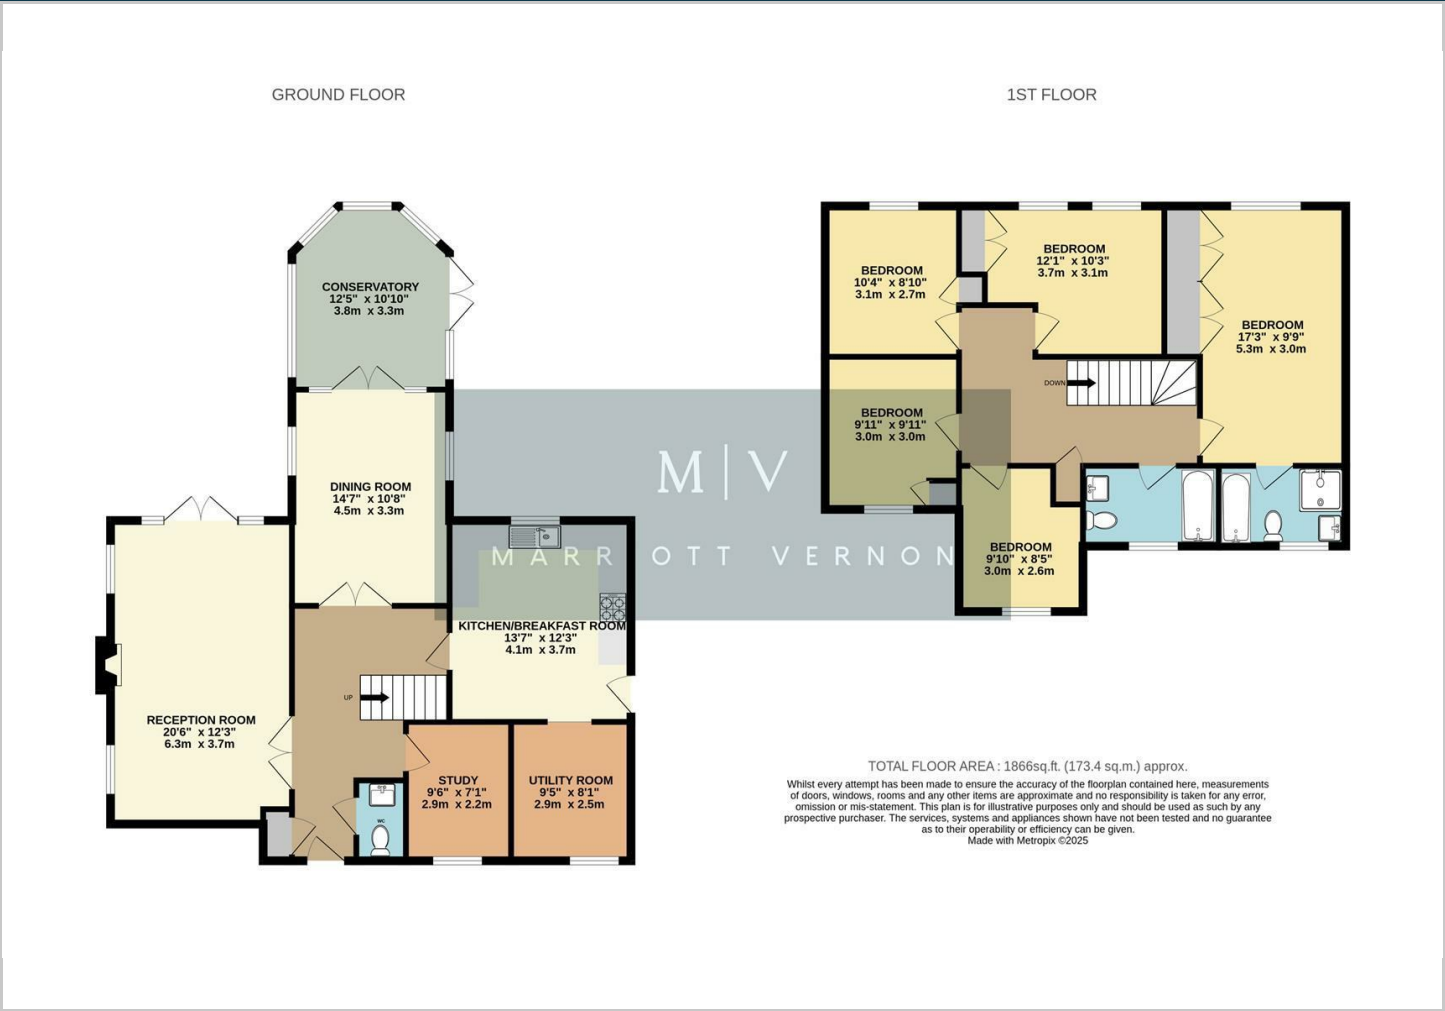 GROUND FLOOR
1ST FLOOR
CONSERVATORY
12'5" x 10'10"
3.8m x 3.3m
DINING ROOM
14'7" x 10'8"
4.5m x 3.3m
KITCHEN/BREAKFAST ROOM
13'7" x 12'3"
4.1m x 3.7m
UP
RECEPTION ROOM
20'6" x 12'3"
6.3m x 3.7m
STUDY
9'6" x 7'1"
2.9m x 2.2m
UTILITY ROOM
9'5" x 8'1"
2.9m x 2.5m
WC
M|V
MARRIOTT VERNON
BEDROOM
10'4" x 8'10"
3.1m x 2.7m
BEDROOM
12'1" x 10'3"
3.7m x 3.1m
BEDROOM
17'3" x 9'9"
5.3m x 3.0m
DOWN
BEDROOM
9'11" x 9'11"
3.0m x 3.0m
BEDROOM
9'10" x 8'5"
3.0m x 2.6m
TOTAL FLOOR AREA : 1866sq.ft. (173.4 sq.m.) approx.
Whilst every attempt has been made to ensure the accuracy of the floorplan contained here, measurements
of doors, windows, rooms and any other items are approximate and no responsibility is taken for any error,
omission or mis-statement. This plan is for illustrative purposes only and should be used as such by any
prospective purchaser. The services, systems and appliances shown have not been tested and no guarantee
as to their operability or efficiency can be given.
Made with Metropix ©2025